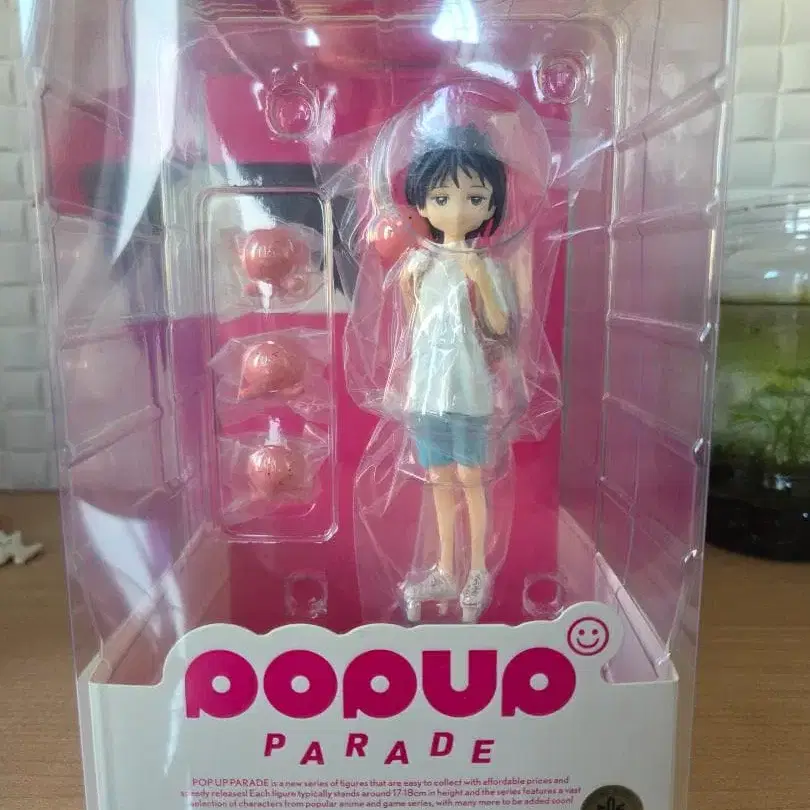 POPUP
PARADE
POP UP PARADE is a new series of figures that are easy to collect with affordable prices and
speedy releases! Each figure typically stands around 17-18cm in height and the series features a vast
selection of characters from popular anime and game series, with many more to be added soon!